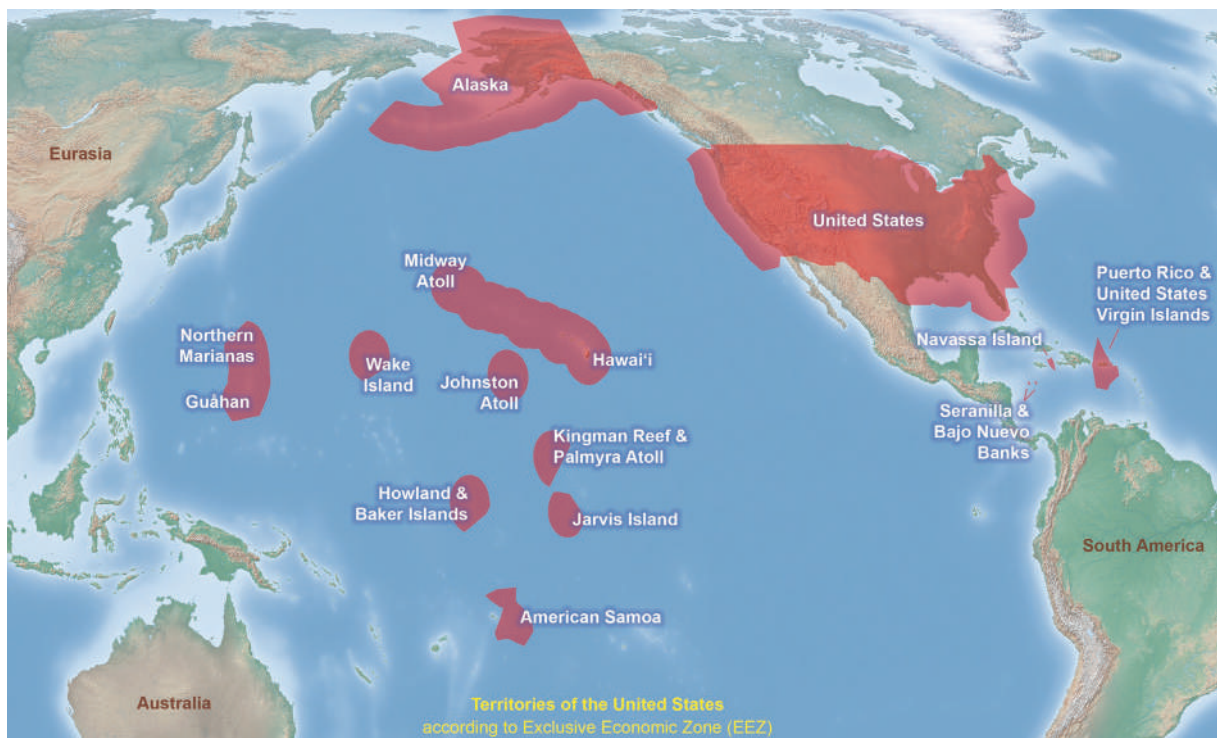 Alaska
Eurasia
United States
Midway
Atoll
Puerto Rico &
United States
Virgin Islands
Northern
Marianas
Navassa Island
Wake
Island
Hawai‘i
Johnston
Atoll
Guåhan
Seranilla &
Bajo Nuevo
Banks
Kingman Reef &
Palmyra Atoll
Howland &
Baker Islands
Jarvis Island
South America
American Samoa
Australia
Territories of the United States
according to Exclusive Economic Zone (EEZ)